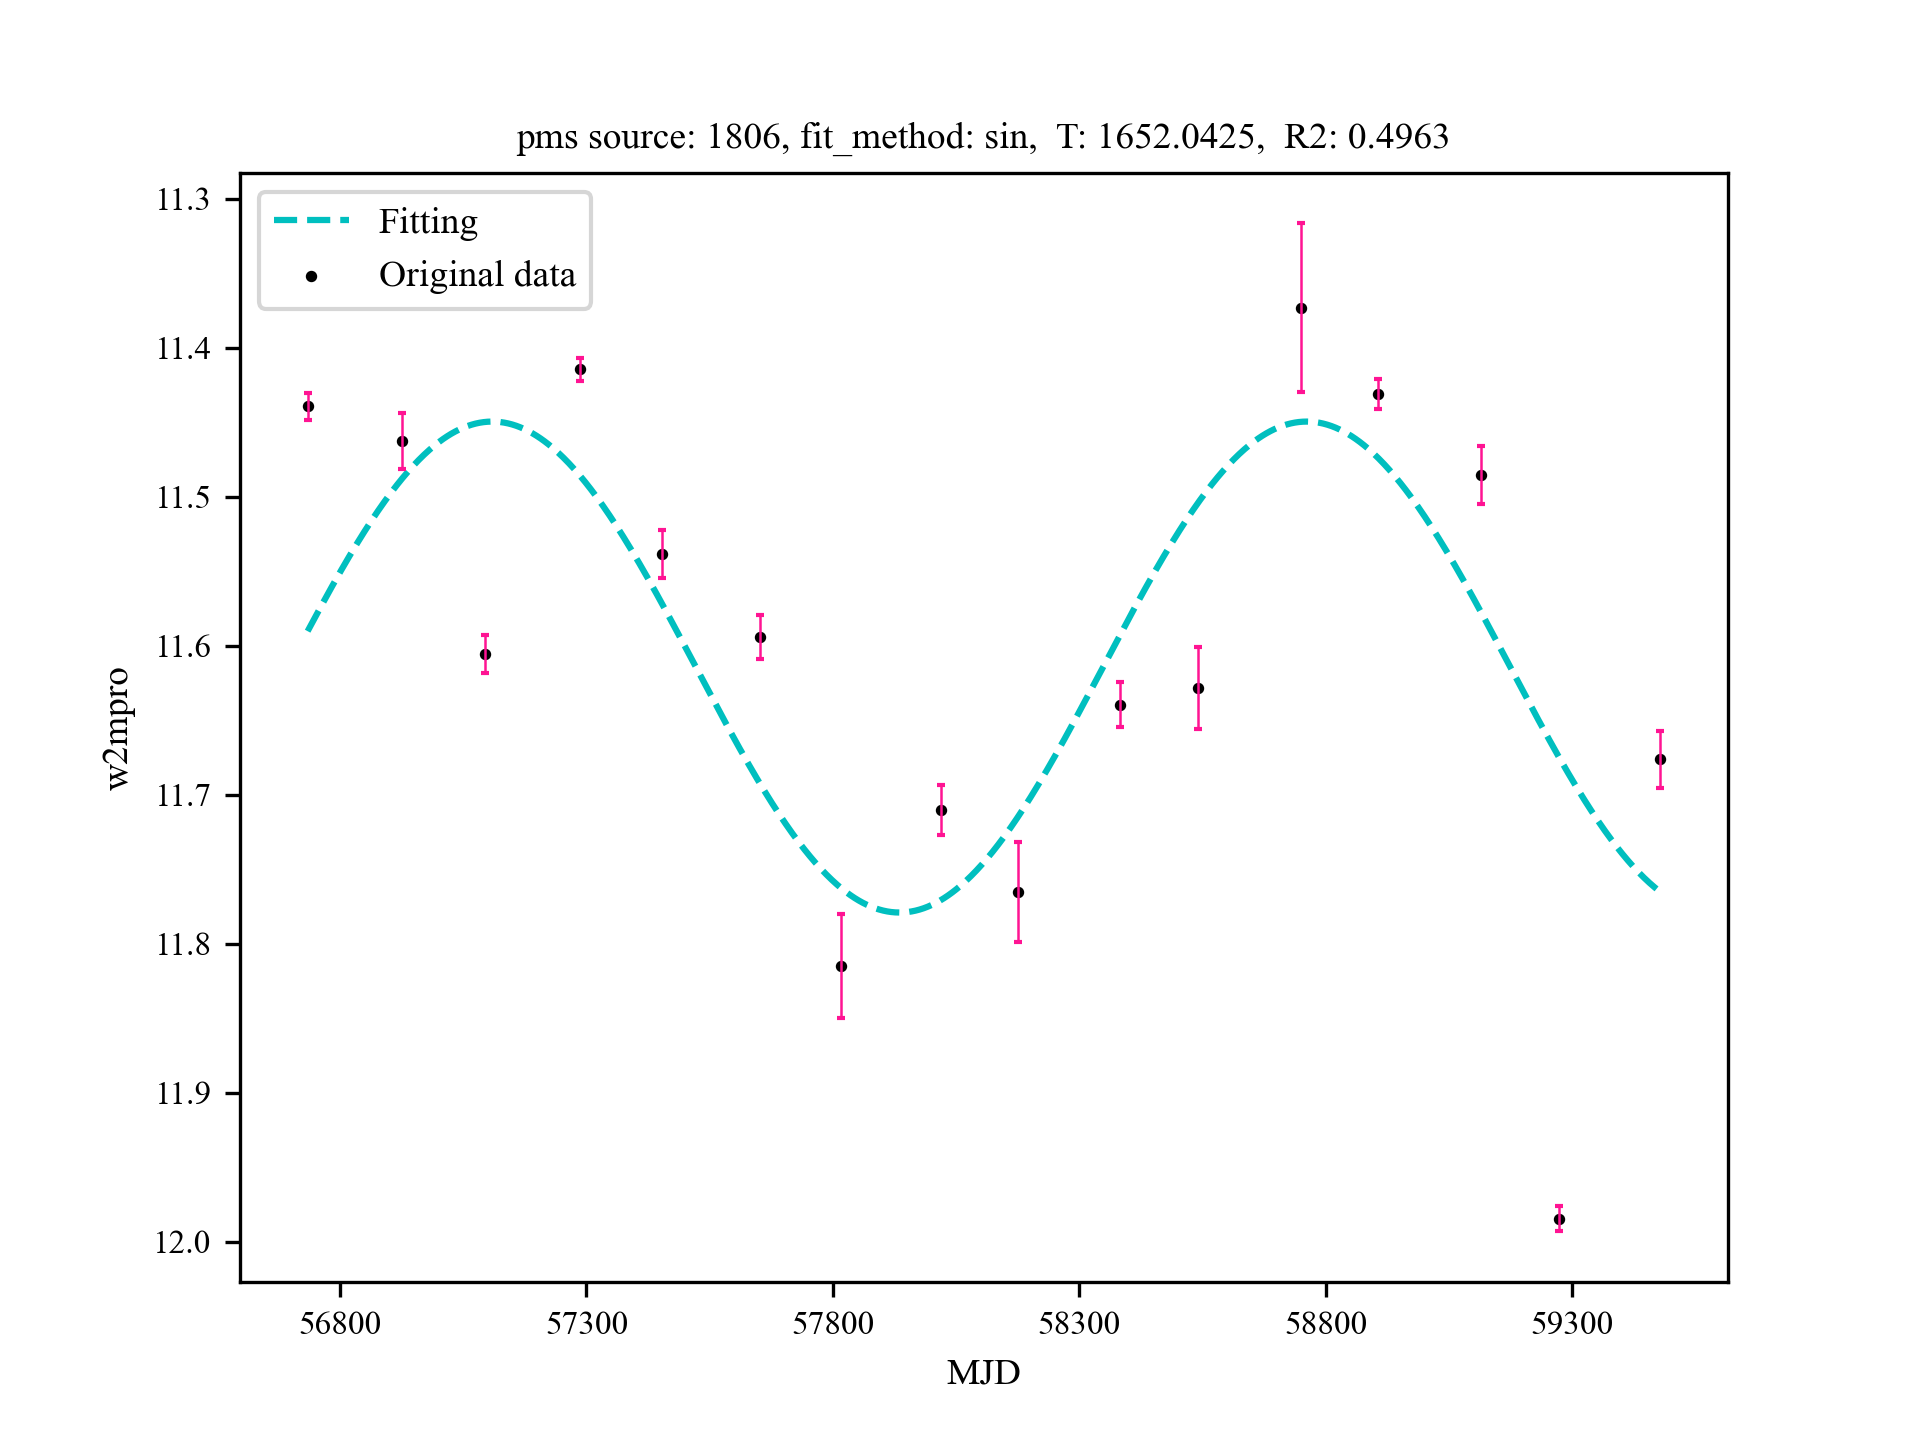 pms source: 1806, fit_method: sin,  T: 1652.0425,  R2: 0.4963
Fitting
Original data
11.3
11.4
11.5
11.6
11.7
11.8
11.9
12.0
w2mpro
56800 57300 57800 58300 58800 59300
MJD